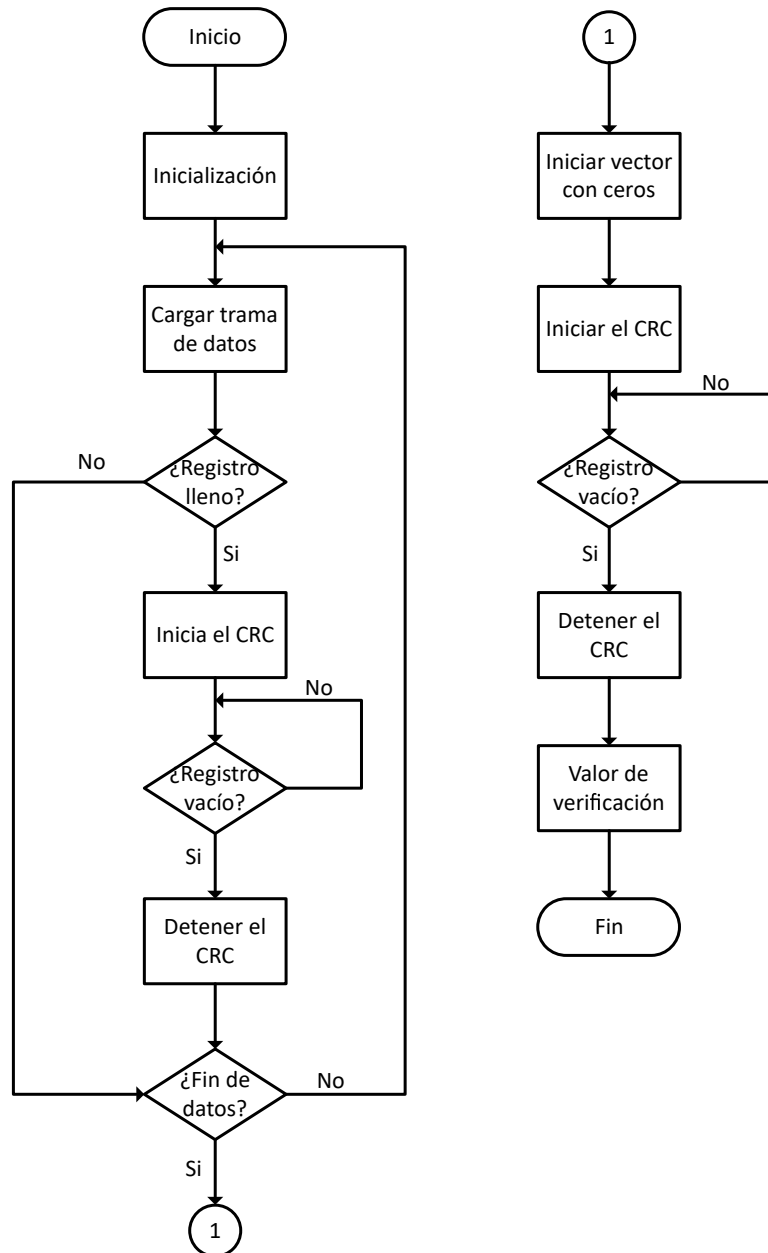 Inicio
Inicialización
Cargar trama
de datos
¿Registro
lleno?
No
Si
Inicia el CRC
No
¿Registro
vacío?
Si
Detener el
CRC
¿Fin de
datos?
No
Si
1
1
Iniciar vector
con ceros
Iniciar el CRC
No
¿Registro
vacío?
Si
Detener el
CRC
Valor de
verificación
Fin